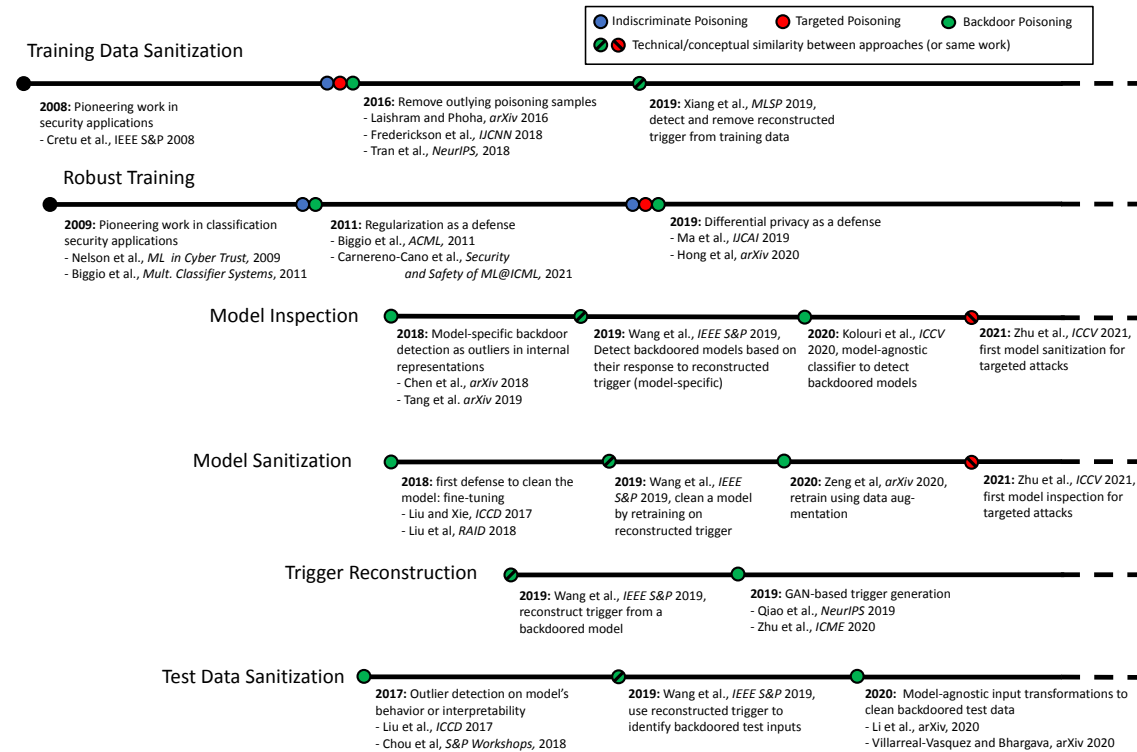 Indiscriminate Poisoning Targeted Poisoning Backdoor Poisoning
Technical/conceptual similarity between approaches (or same work)
Training Data Sanitization
2008: Pioneering work in
security applications
- Cretu et al., IEEE S&P 2008
2016: Remove outlying poisoning samples
- Laishram and Phoha, arXiv 2016
- Frederickson et al., IJCNN 2018
- Tran et al., NeurIPS, 2018
2019: Xiang et al., MLSP 2019,
detect and remove reconstructed
trigger from training data
Robust Training
2009: Pioneering work in classification
security applications
- Nelson et al., ML in Cyber Trust, 2009
- Biggio et al., Mult. Classifier Systems, 2011
2011: Regularization as a defense
- Biggio et al., ACML, 2011
- Carnereno-Cano et al., Security
and Safety of ML@ICML, 2021
2019: Differential privacy as a defense
- Ma et al., IJCAI 2019
- Hong et al, arXiv 2020
Model Inspection
2018: Model-specific backdoor
detection as outliers in internal
representations
- Chen et al., arXiv 2018
- Tang et al. arXiv 2019
2019: Wang et al., IEEE S&P 2019,
Detect backdoored models based on
their response to reconstructed
trigger (model-specific)
2020: Kolouri et al., ICCV
2020, model-agnostic
classifier to detect
backdoored models
2021: Zhu et al., ICCV 2021,
first model sanitization for
targeted attacks
Model Sanitization
2018: first defense to clean the
model: fine-tuning
- Liu and Xie, ICCD 2017
- Liu et al, RAID 2018
2019: Wang et al., IEEE
S&P 2019, clean a model
by retraining on
reconstructed trigger
2020: Zeng et al, arXiv 2020,
retrain using data aug-
mentation
2021: Zhu et al., ICCV 2021,
first model inspection for
targeted attacks
Trigger Reconstruction
2019: Wang et al., IEEE S&P 2019,
reconstruct trigger from a
backdoored model
2019: GAN-based trigger generation
- Qiao et al., NeurIPS 2019
- Zhu et al., ICME 2020
Test Data Sanitization
2017: Outlier detection on model's
behavior or interpretability
- Liu et al., ICCD 2017
- Chou et al, S&P Workshops, 2018
2019: Wang et al., IEEE S&P 2019,
use reconstructed trigger to
identify backdoored test inputs
2020: Model-agnostic input transformations to
clean backdoored test data
- Li et al., arXiv, 2020
- Villarreal-Vasquez and Bhargava, arXiv 2020